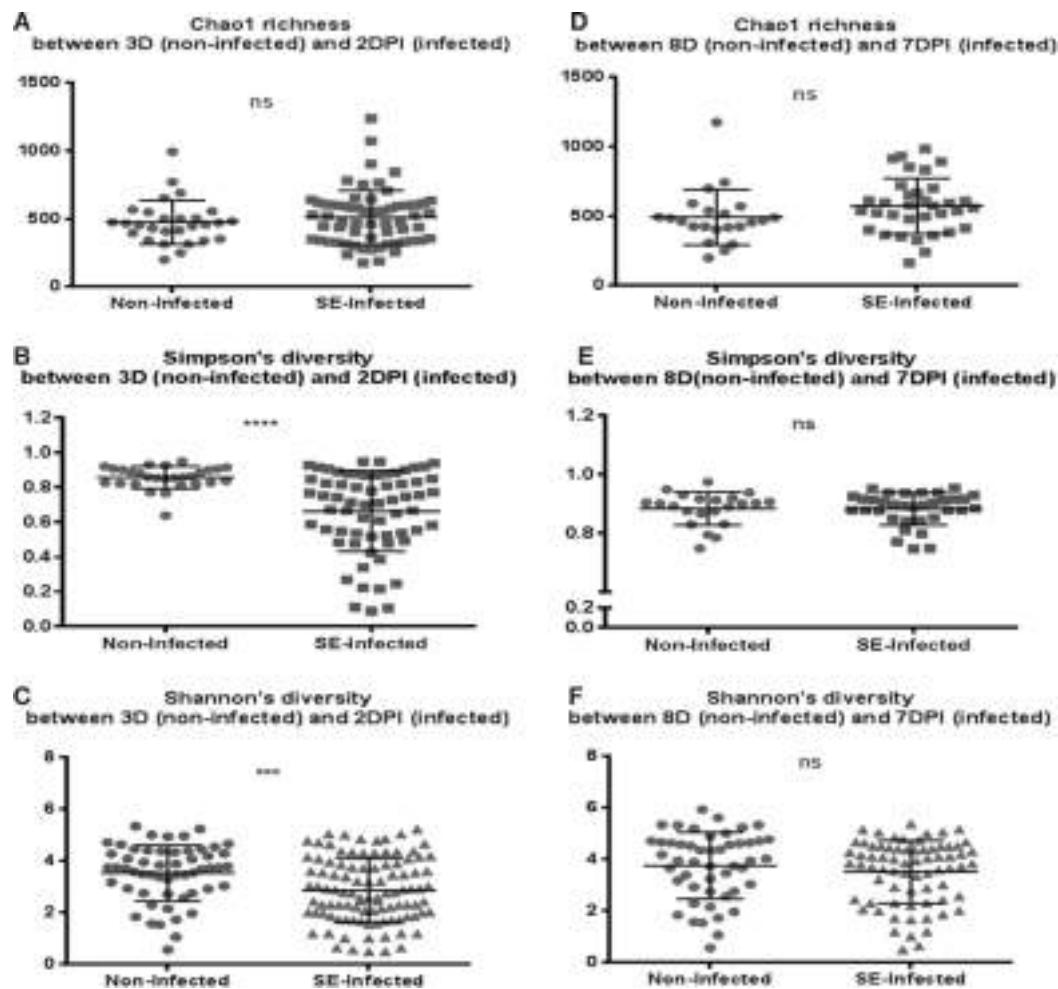 A
Chao1 richness
between 3D (non-infected) and 2DPI (infected)
1500
1000
500
0
ns
Non-Infected
SE-Infected
D
Chao1 richness
between 8D (non-infected) and 7DPI (infected)
1500
1000
500
0
ns
Non-Infected
SE-Infected
B
Simpson's diversity
between 3D (non-infected) and 2DPI (infected)
1.2
1.0
0.8
0.6
0.4
0.2
0.0
****
Non-Infected
SE-Infected
E
Simpson's diversity
between 8D(non-infected) and 7DPI (infected)
1.2
1.0
0.8
0.2
0.0
ns
Non-Infected
SE-Infected
C
Shannon's diversity
between 3D (non-infected) and 2DPI (infected)
8
6
4
2
0
***
Non-Infected
SE-Infected
F
Shannon's diversity
between 8D (non-infected) and 7DPI (infected)
8
6
4
2
0
ns
Non-Infected
SE-Infected